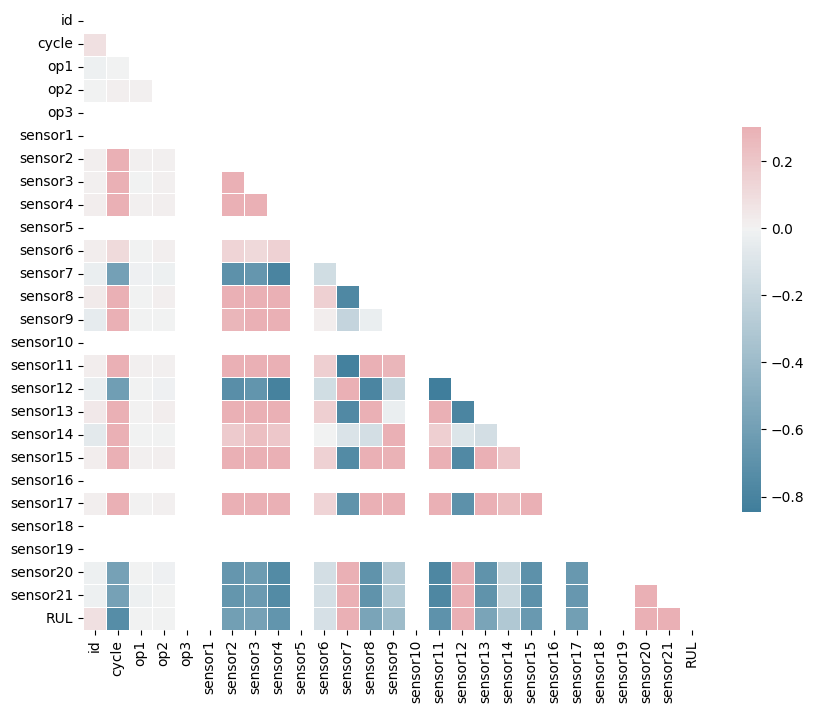 id
cycle
op1
op2
op3
sensor1
sensor2
sensor3
sensor4
sensor5
sensor6
sensor7
sensor8
sensor9
sensor10
sensor11
sensor12
sensor13
sensor14
sensor15
sensor16
sensor17
sensor18
sensor19
sensor20
sensor21
RUL
id
cycle
op1
op2
op3
sensor1
sensor2
sensor3
sensor4
sensor5
sensor6
sensor7
sensor8
sensor9
sensor10
sensor11
sensor12
sensor13
sensor14
sensor15
sensor16
sensor17
sensor18
sensor19
sensor20
sensor21
RUL
0.2
0.0
−0.2
−0.4
−0.6
−0.8